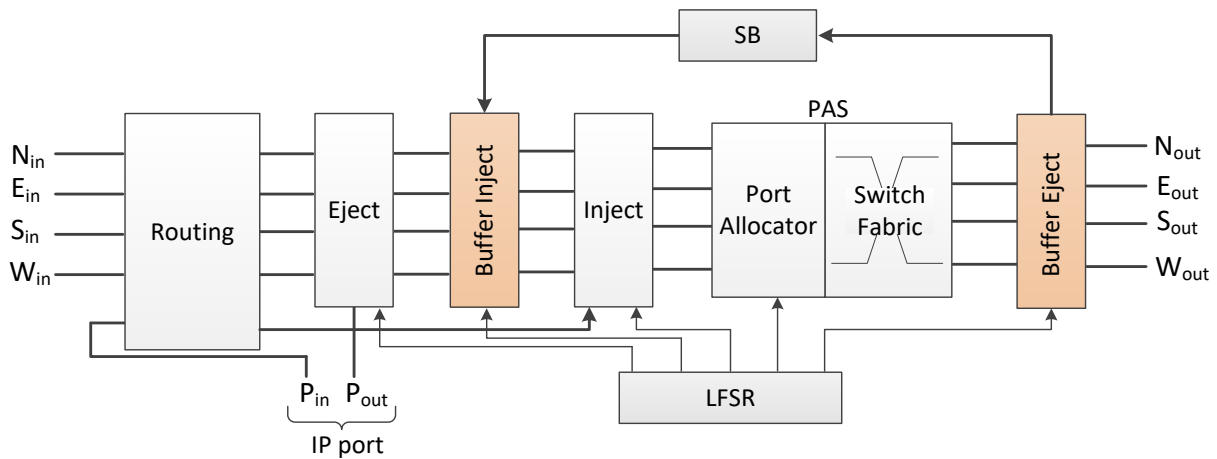 SB
PAS
N_in
E_in
S_in
W_in
Routing
Eject
Buffer Inject
Inject
Port
Allocator
Switch
Fabric
Buffer Eject
N_out
E_out
S_out
W_out
P_in P_out
IP port
LFSR